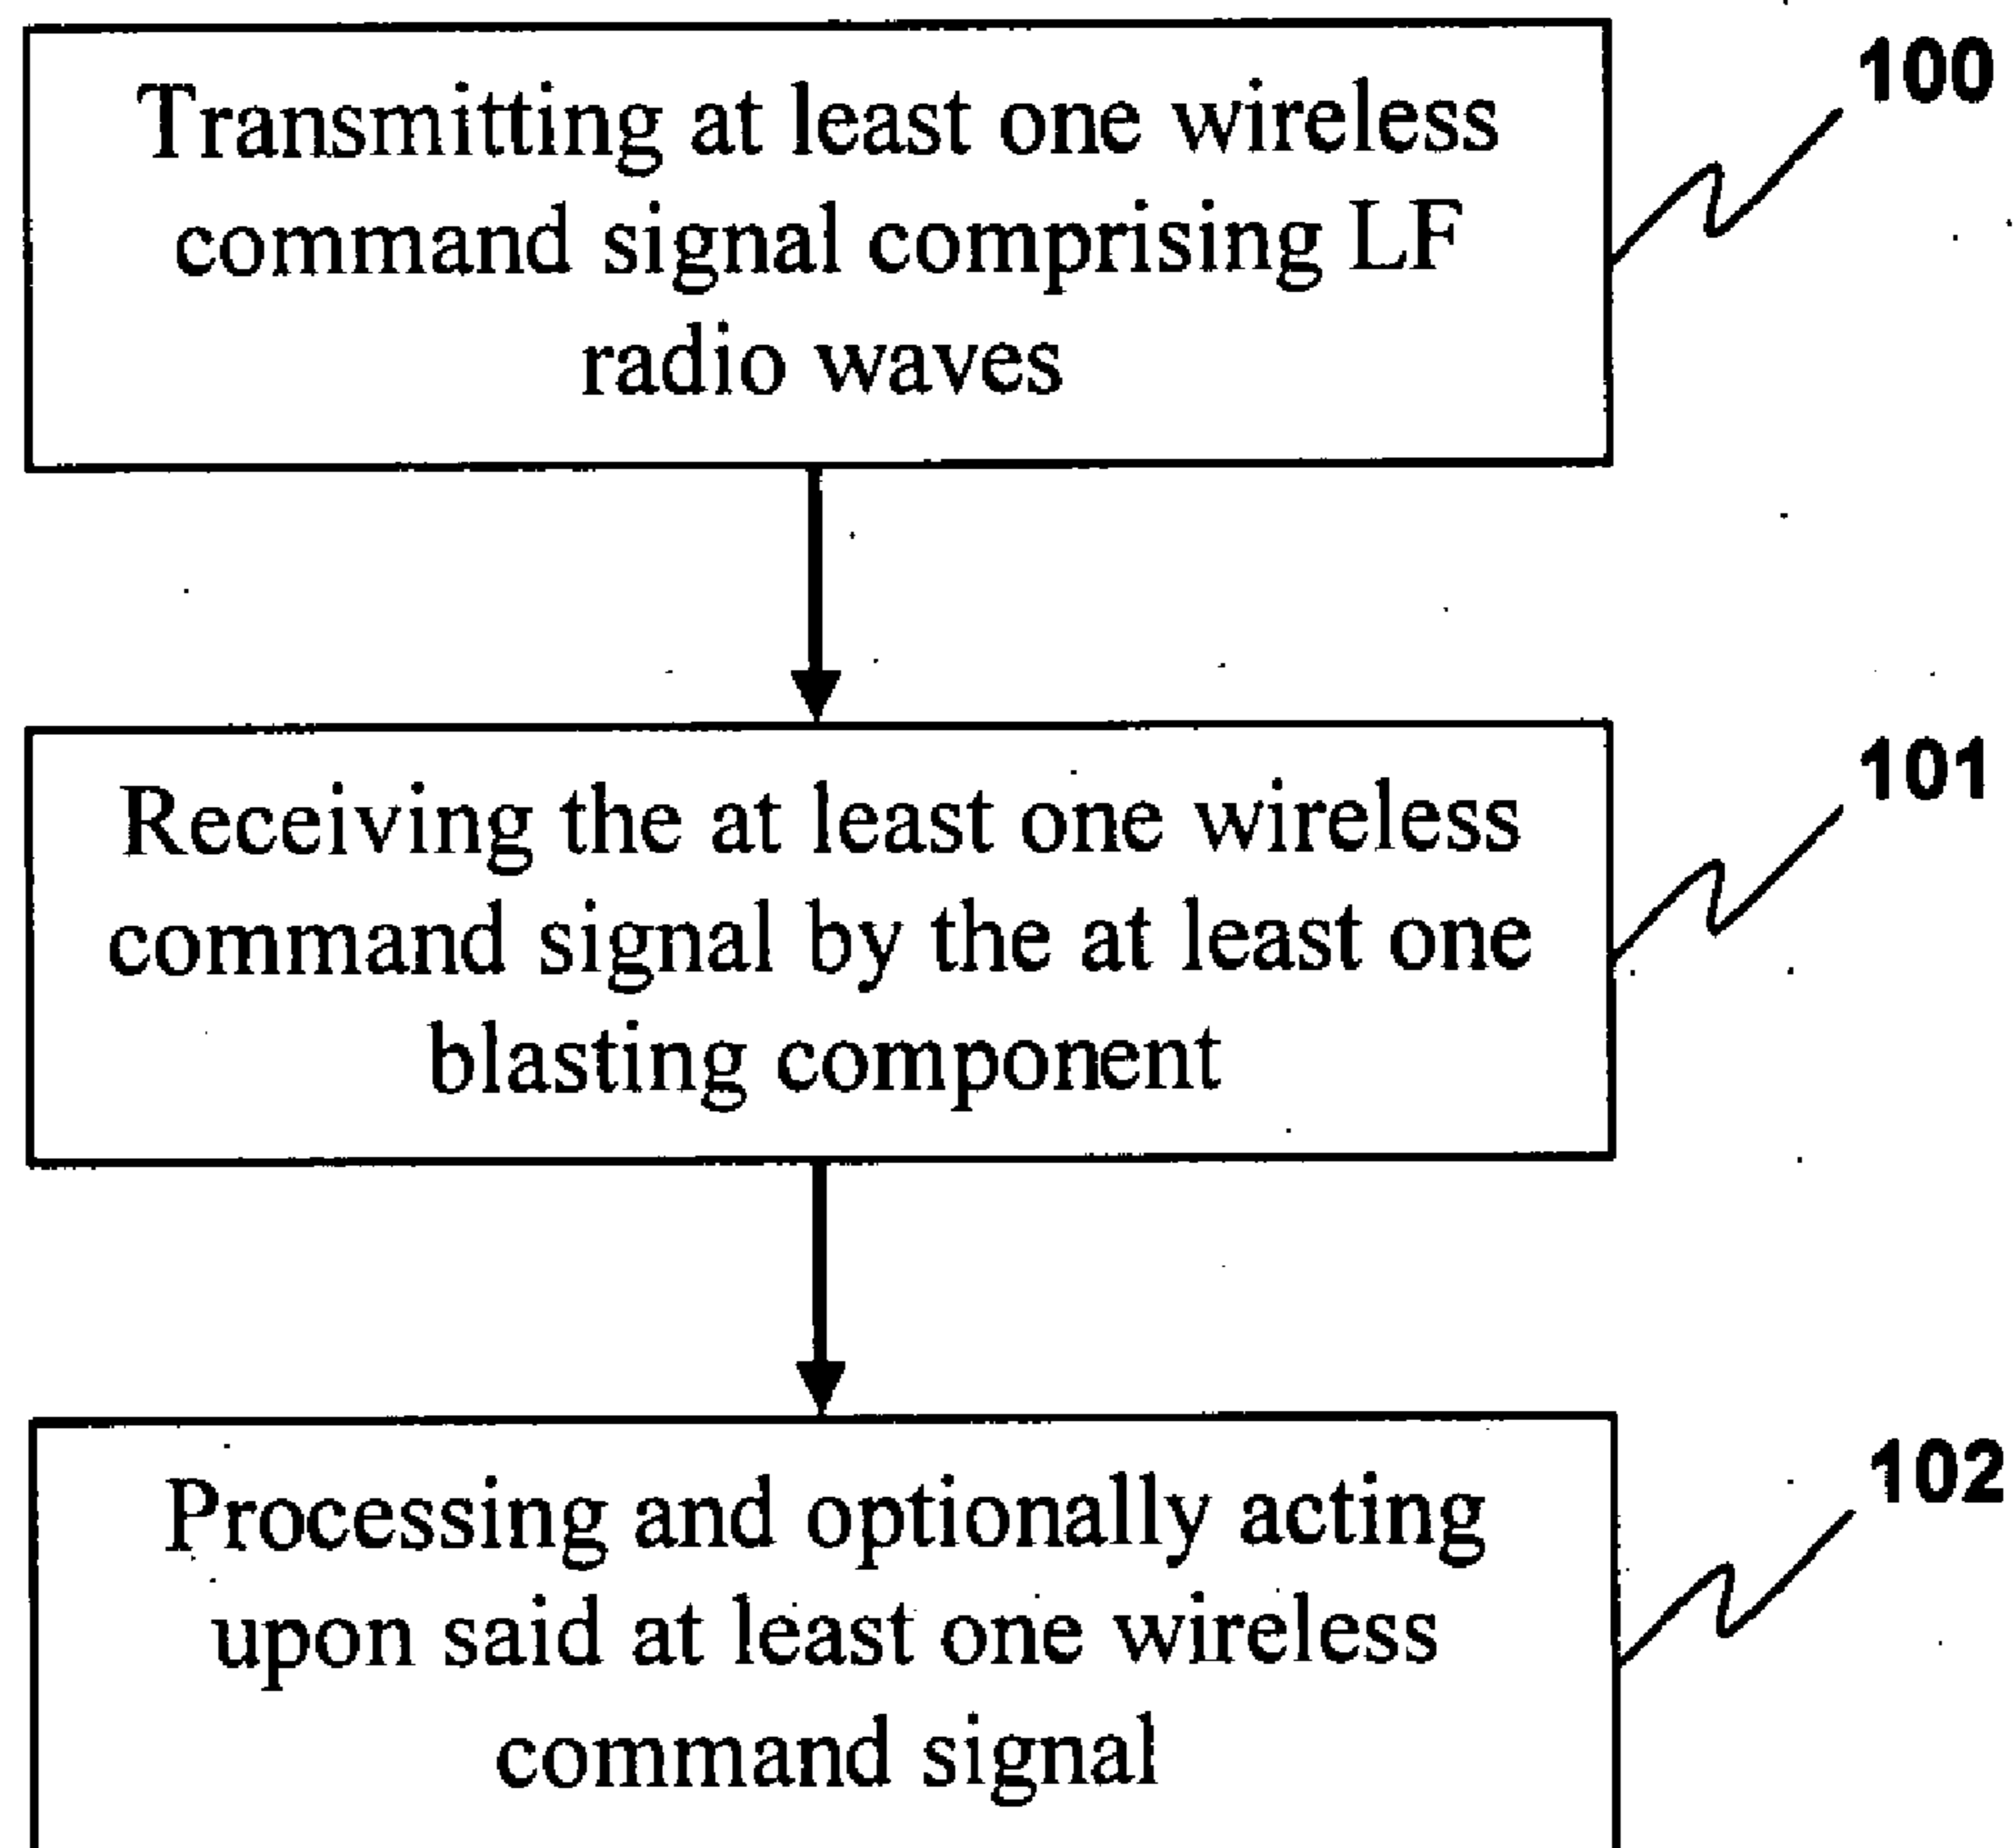 Transmitting at least one wireless
command signal comprising LF
radio waves
100
Receiving the at least one wireless
command signal by the at least one
blasting component
101
Processing and optionally acting
upon said at least one wireless
command signal
102